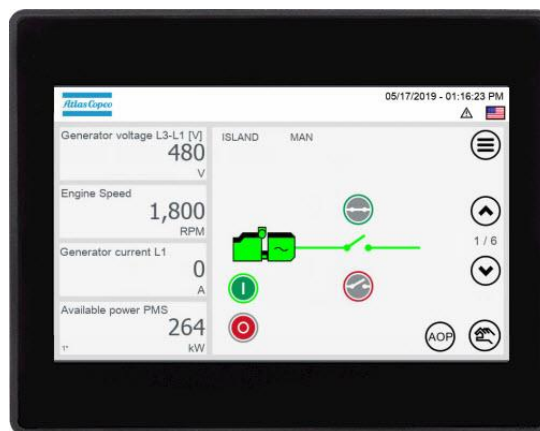 Atlas Copco
05/17/2019 - 01:16:23 PM
Generator voltage L3-L1 [V]
480
V
ISLAND MAN
Engine Speed
1,800
RPM
1 / 6
Generator current L1
0
A
Available power PMS
264
kW
AOP